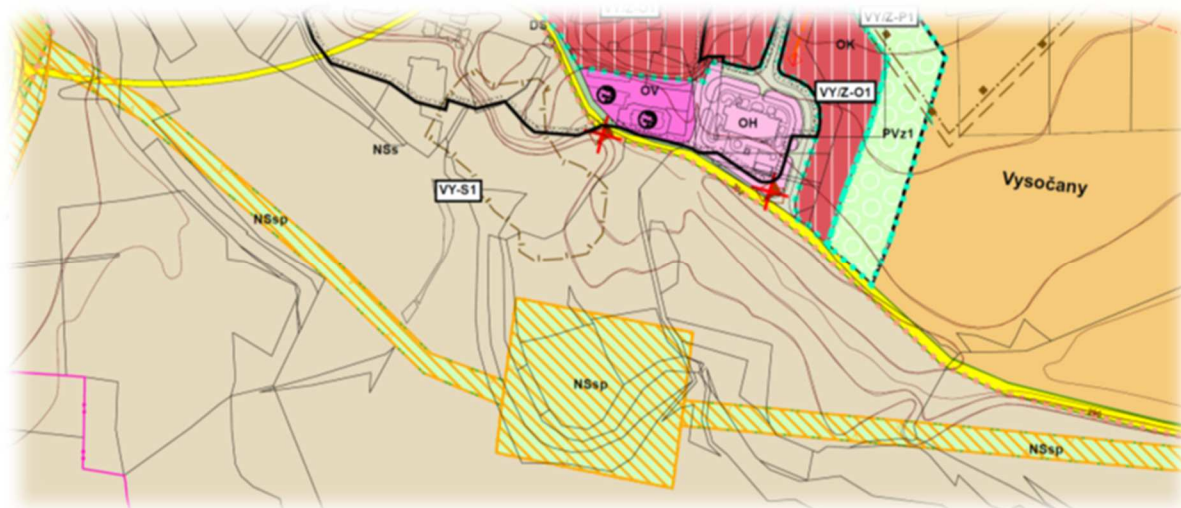 VY/Z-P1
DS
OK
OV
VY/Z-O1
OH
PVz1
NSs
Vysočany
VY-S1
NSsp
NSsp
NSsp